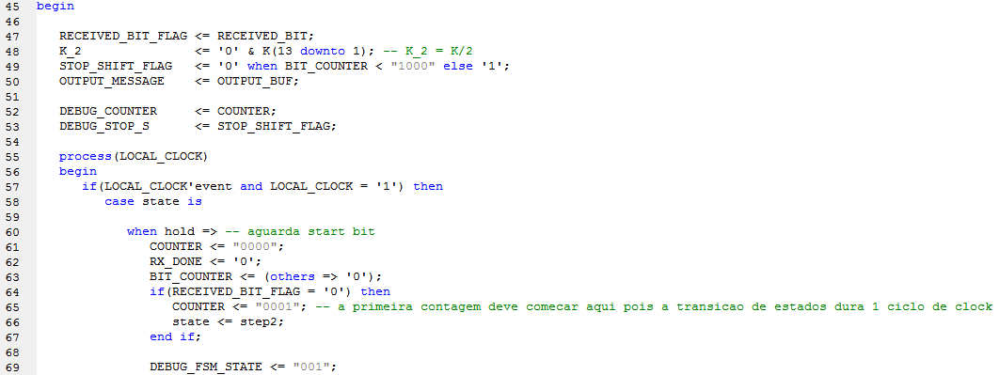 45 begin
46
47 RECEIVED_BIT_FLAG <= RECEIVED_BIT;
48 K_2 <= '0' & K(13 downto 1); -- K_2 = K/2
49 STOP_SHIFT_FLAG <= '0' when BIT_COUNTER < "1000" else '1';
50 OUTPUT_MESSAGE <= OUTPUT_BUF;
51
52 DEBUG_COUNTER <= COUNTER;
53 DEBUG_STOP_S <= STOP_SHIFT_FLAG;
54
55 process(LOCAL_CLOCK)
56 begin
57 if(LOCAL_CLOCK'event and LOCAL_CLOCK = '1') then
58 case state is
59
60 when hold => -- aguarda start bit
61 COUNTER <= "0000";
62 RX_DONE <= '0';
63 BIT_COUNTER <= (others => '0');
64 if(RECEIVED_BIT_FLAG = '0') then
65 COUNTER <= "0001"; -- a primeira contagem deve comecar aqui pois a transicao de estados dura 1 ciclo de clock
66 state <= step2;
67 end if;
68
69 DEBUG_FSM_STATE <= "001";